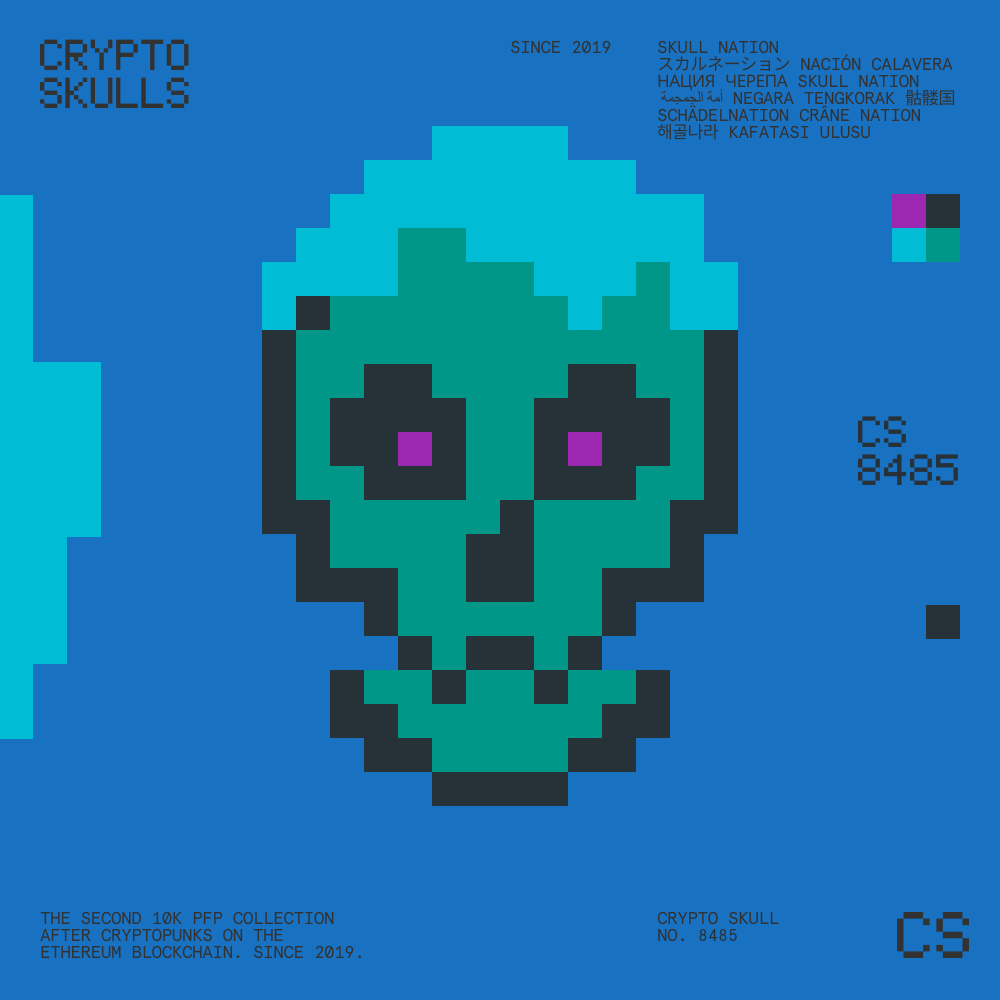 CRYPTO
SKULLS
SINCE 2019
SKULL NATION
スカルネーション NACIÓN CALAVERA
НАЦИЯ ЧЕРЕПА SKULL NATION
أمة الجمجمة NEGARA TENGKORAK 骷髅国
SCHÄDELNATION CRÂNE NATION
해골나라 KAFATASI ULUSU
CS
8485
THE SECOND 10K PFP COLLECTION
AFTER CRYPTOPUNKS ON THE
ETHEREUM BLOCKCHAIN. SINCE 2019.
CRYPTO SKULL
NO. 8485
CS